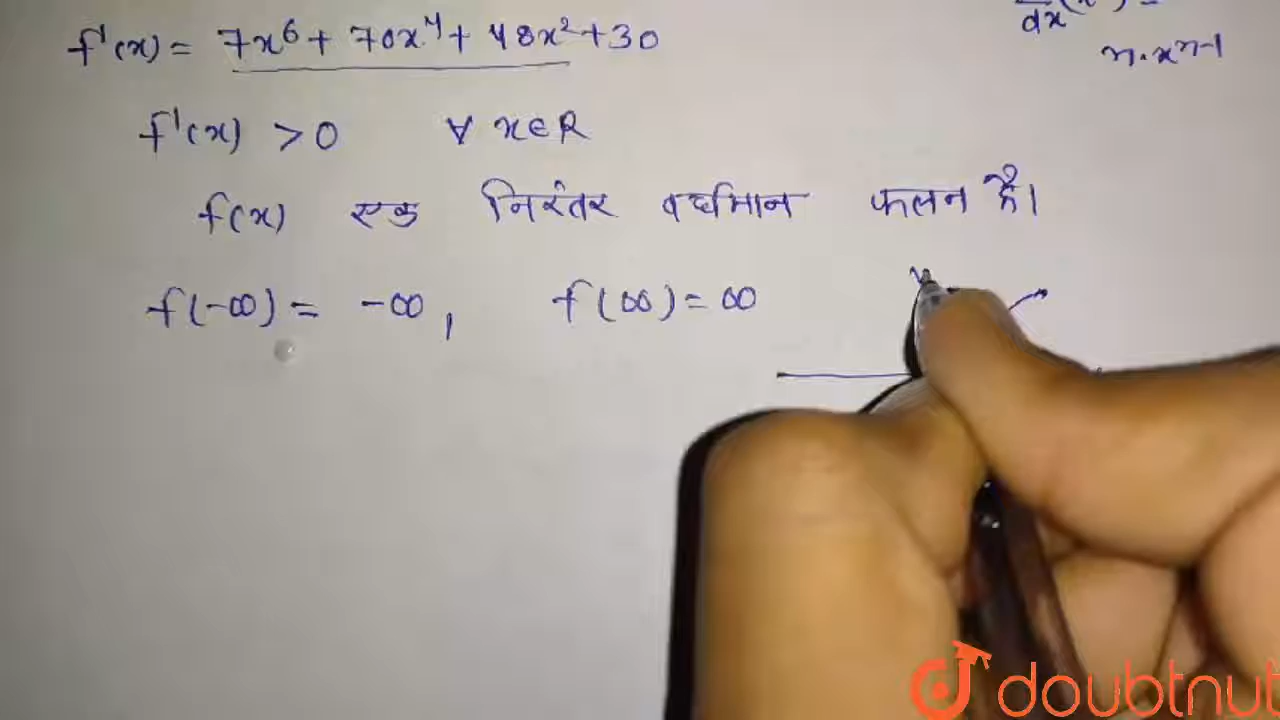 f'(x) = 7x⁶ + 70x⁴ + 48x² + 30
n·xⁿ⁻¹
f'(x) > 0 ∀ x∈R
f(x) एक निरंतर वर्धमान फलन है।
f(-∞) = -∞, f(∞) = ∞
doubtnut